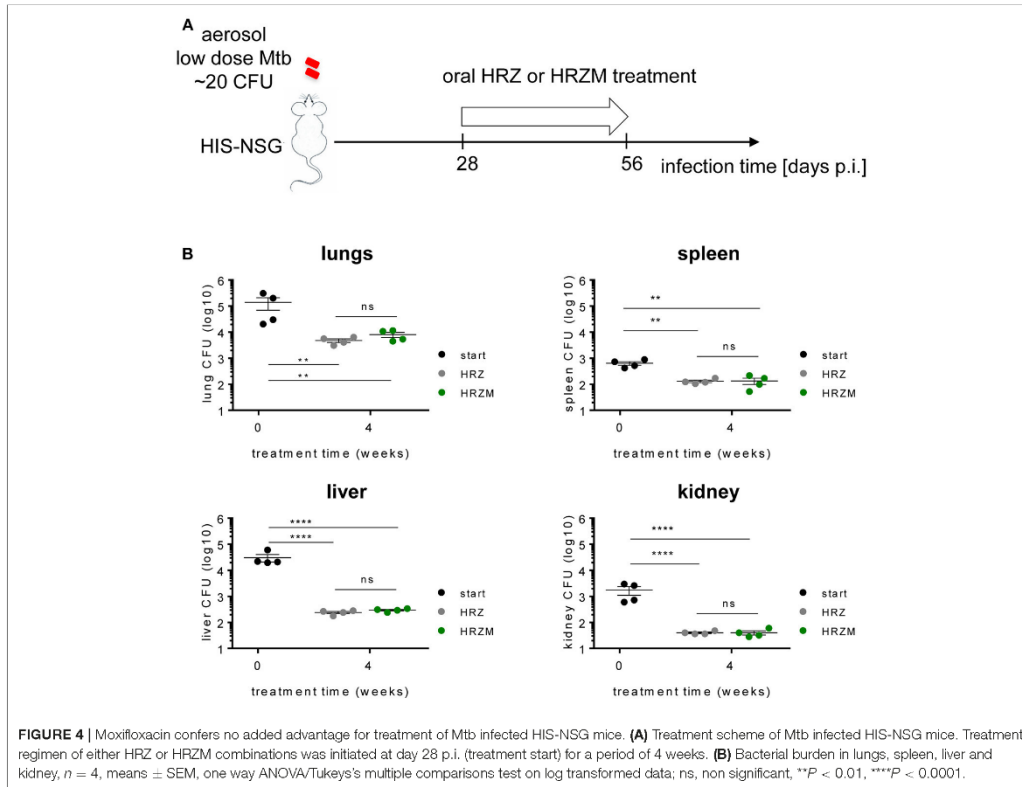 A
aerosol
low dose Mtb
~20 CFU
oral HRZ or HRZM treatment
HIS-NSG
28
56
infection time [days p.i.]
B
lungs
lung CFU (log10)
6
5
4
3
2
1
ns
**
**
0
4
treatment time (weeks)
start
HRZ
HRZM
spleen
spleen CFU (log10)
6
5
4
3
2
1
**
**
ns
0
4
treatment time (weeks)
start
HRZ
HRZM
liver
liver CFU (log10)
6
5
4
3
2
1
****
****
ns
0
4
treatment time (weeks)
start
HRZ
HRZM
kidney
kidney CFU (log10)
6
5
4
3
2
1
****
****
ns
0
4
treatment time (weeks)
start
HRZ
HRZM
FIGURE 4 | Moxifloxacin confers no added advantage for treatment of Mtb infected HIS-NSG mice. (A) Treatment scheme of Mtb infected HIS-NSG mice. Treatment
regimen of either HRZ or HRZM combinations was initiated at day 28 p.i. (treatment start) for a period of 4 weeks. (B) Bacterial burden in lungs, spleen, liver and
kidney, n = 4, means ± SEM, one way ANOVA/Tukeys's multiple comparisons test on log transformed data; ns, non significant, **P < 0.01, ****P < 0.0001.